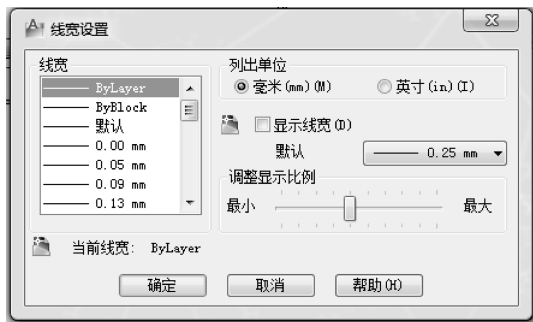 线宽设置
线宽
ByLayer
ByBlock
默认
0.00 mm
0.05 mm
0.09 mm
0.13 mm
列出单位
毫米(mm)(M)
英寸(in)(I)
显示线宽(D)
默认
0.25 mm
调整显示比例
最小
最大
当前线宽: ByLayer
确定
取消
帮助(H)